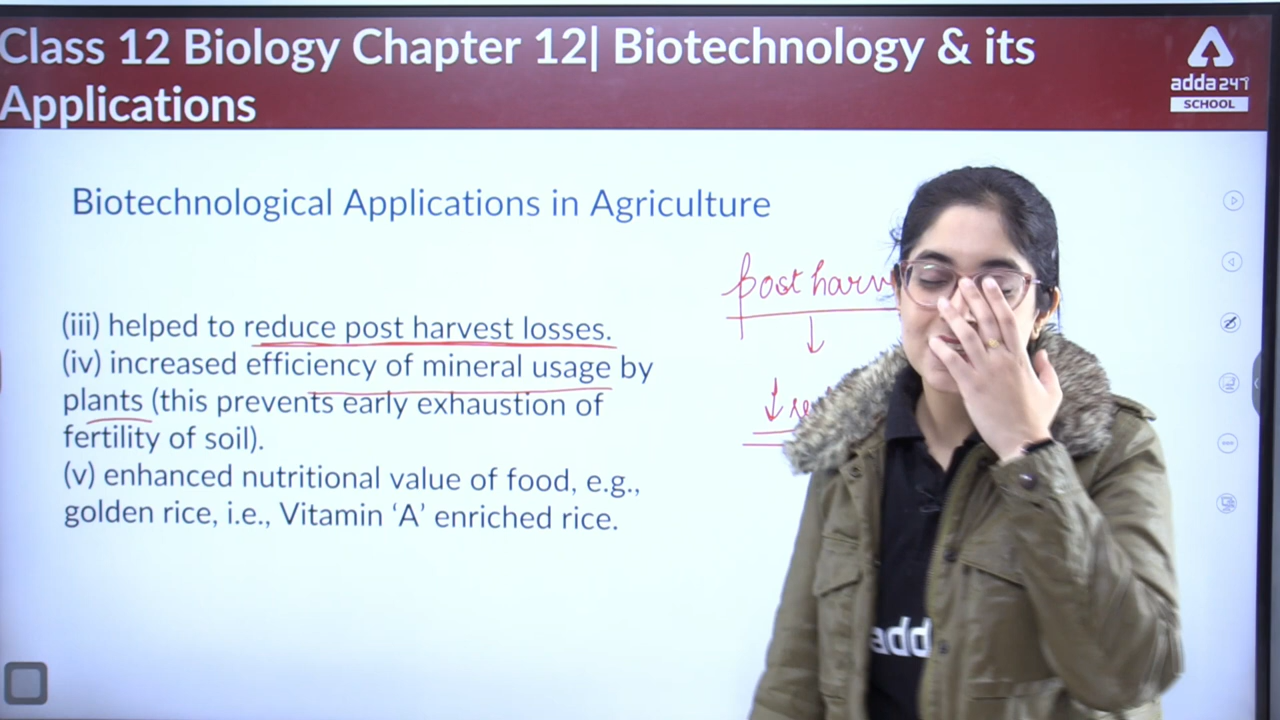 Class 12 Biology Chapter 12| Biotechnology & its
Applications
adda247
SCHOOL
Biotechnological Applications in Agriculture
post
(iii) helped to reduce post harvest losses.
(iv) increased efficiency of mineral usage by
plants (this prevents early exhaustion of
fertility of soil).
(v) enhanced nutritional value of food, e.g.,
golden rice, i.e., Vitamin ‘A’ enriched rice.
add